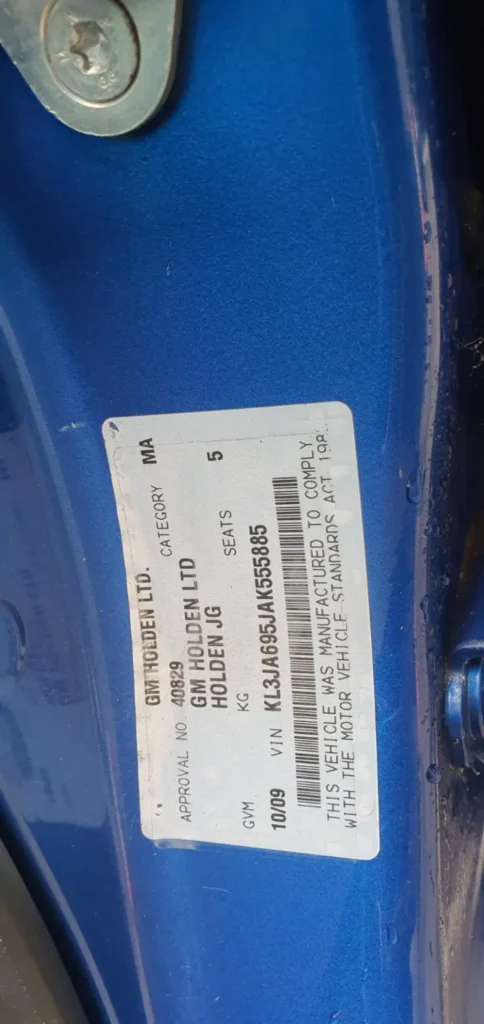 GM HOLDEN LTD.
APPROVAL NO 40829 CATEGORY MA
GM HOLDEN LTD
HOLDEN JG SEATS 5
GVM KG
10/09 VIN KL3JA695JAK555885
THIS VEHICLE WAS MANUFACTURED TO COMPLY
WITH THE MOTOR VEHICLE STANDARDS ACT